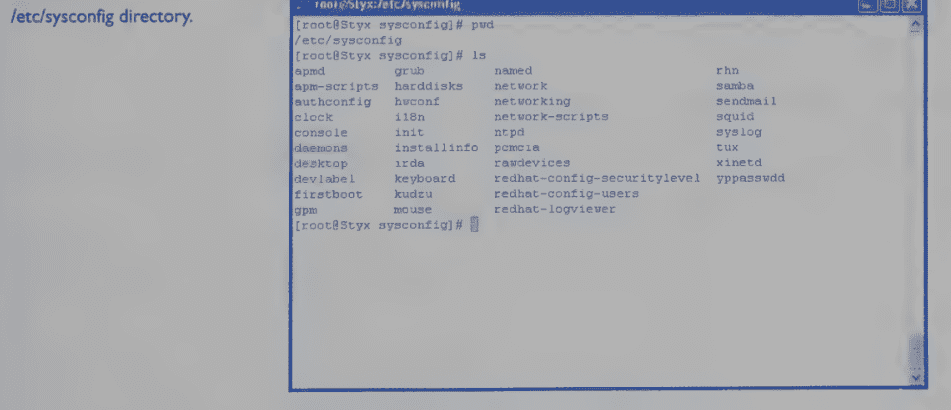 /etc/sysconfig directory.
root@Styx:/etc/sysconfig
[root@Styx sysconfig]# pwd
/etc/sysconfig
[root@Styx sysconfig]# ls
apmd grub named rhn
apm-scripts harddisks network samba
authconfig hwconf networking sendmail
clock i18n network-scripts squid
console init ntpd syslog
daemons installinfo pcmcia tux
desktop irda rawdevices xinetd
devlabel keyboard redhat-config-securitylevel yppasswdd
firstboot kudzu redhat-config-users
gpm mouse redhat-logviewer
[root@Styx sysconfig]#